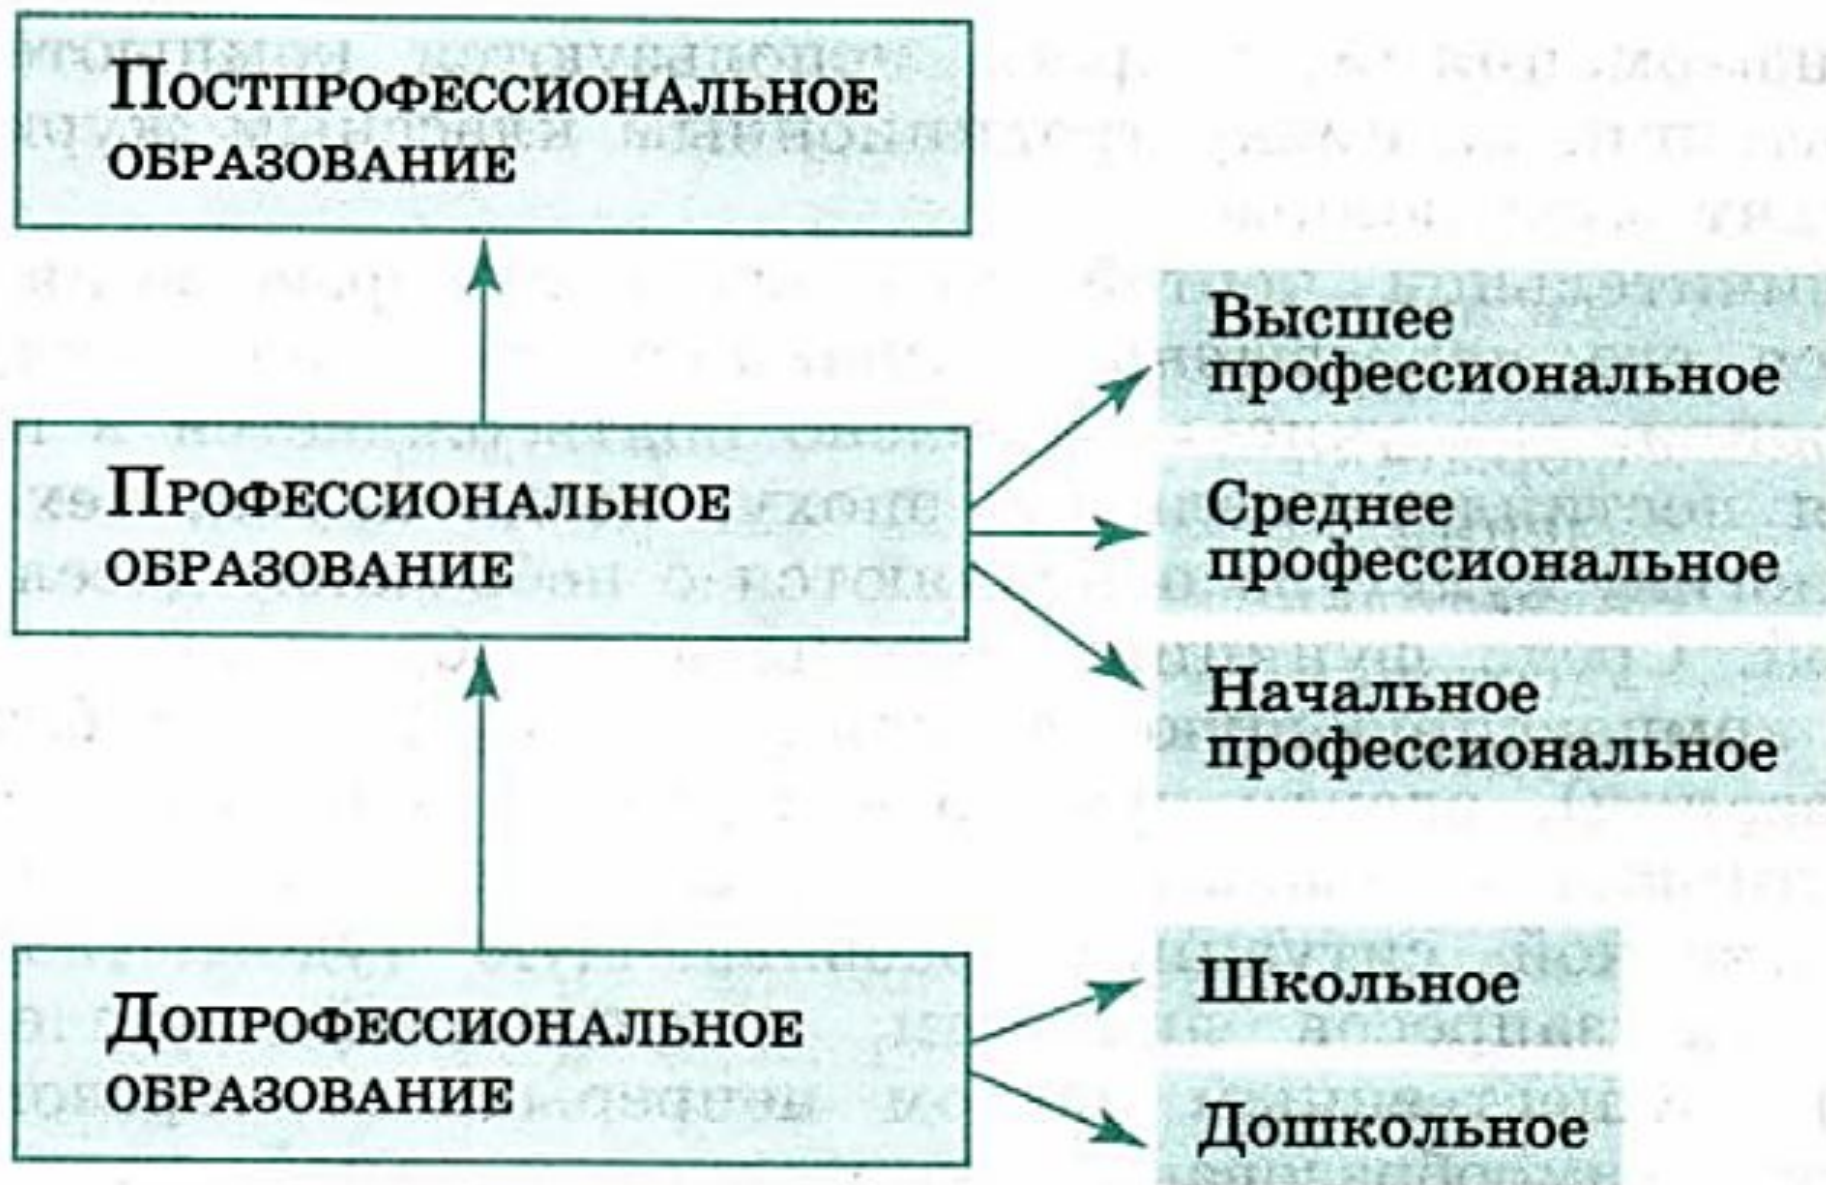 Постпрофессиональное
образование
Высшее
профессиональное
Профессиональное
образование
Среднее
профессиональное
Начальное
профессиональное
Допрофессиональное
образование
Школьное
Дошкольное